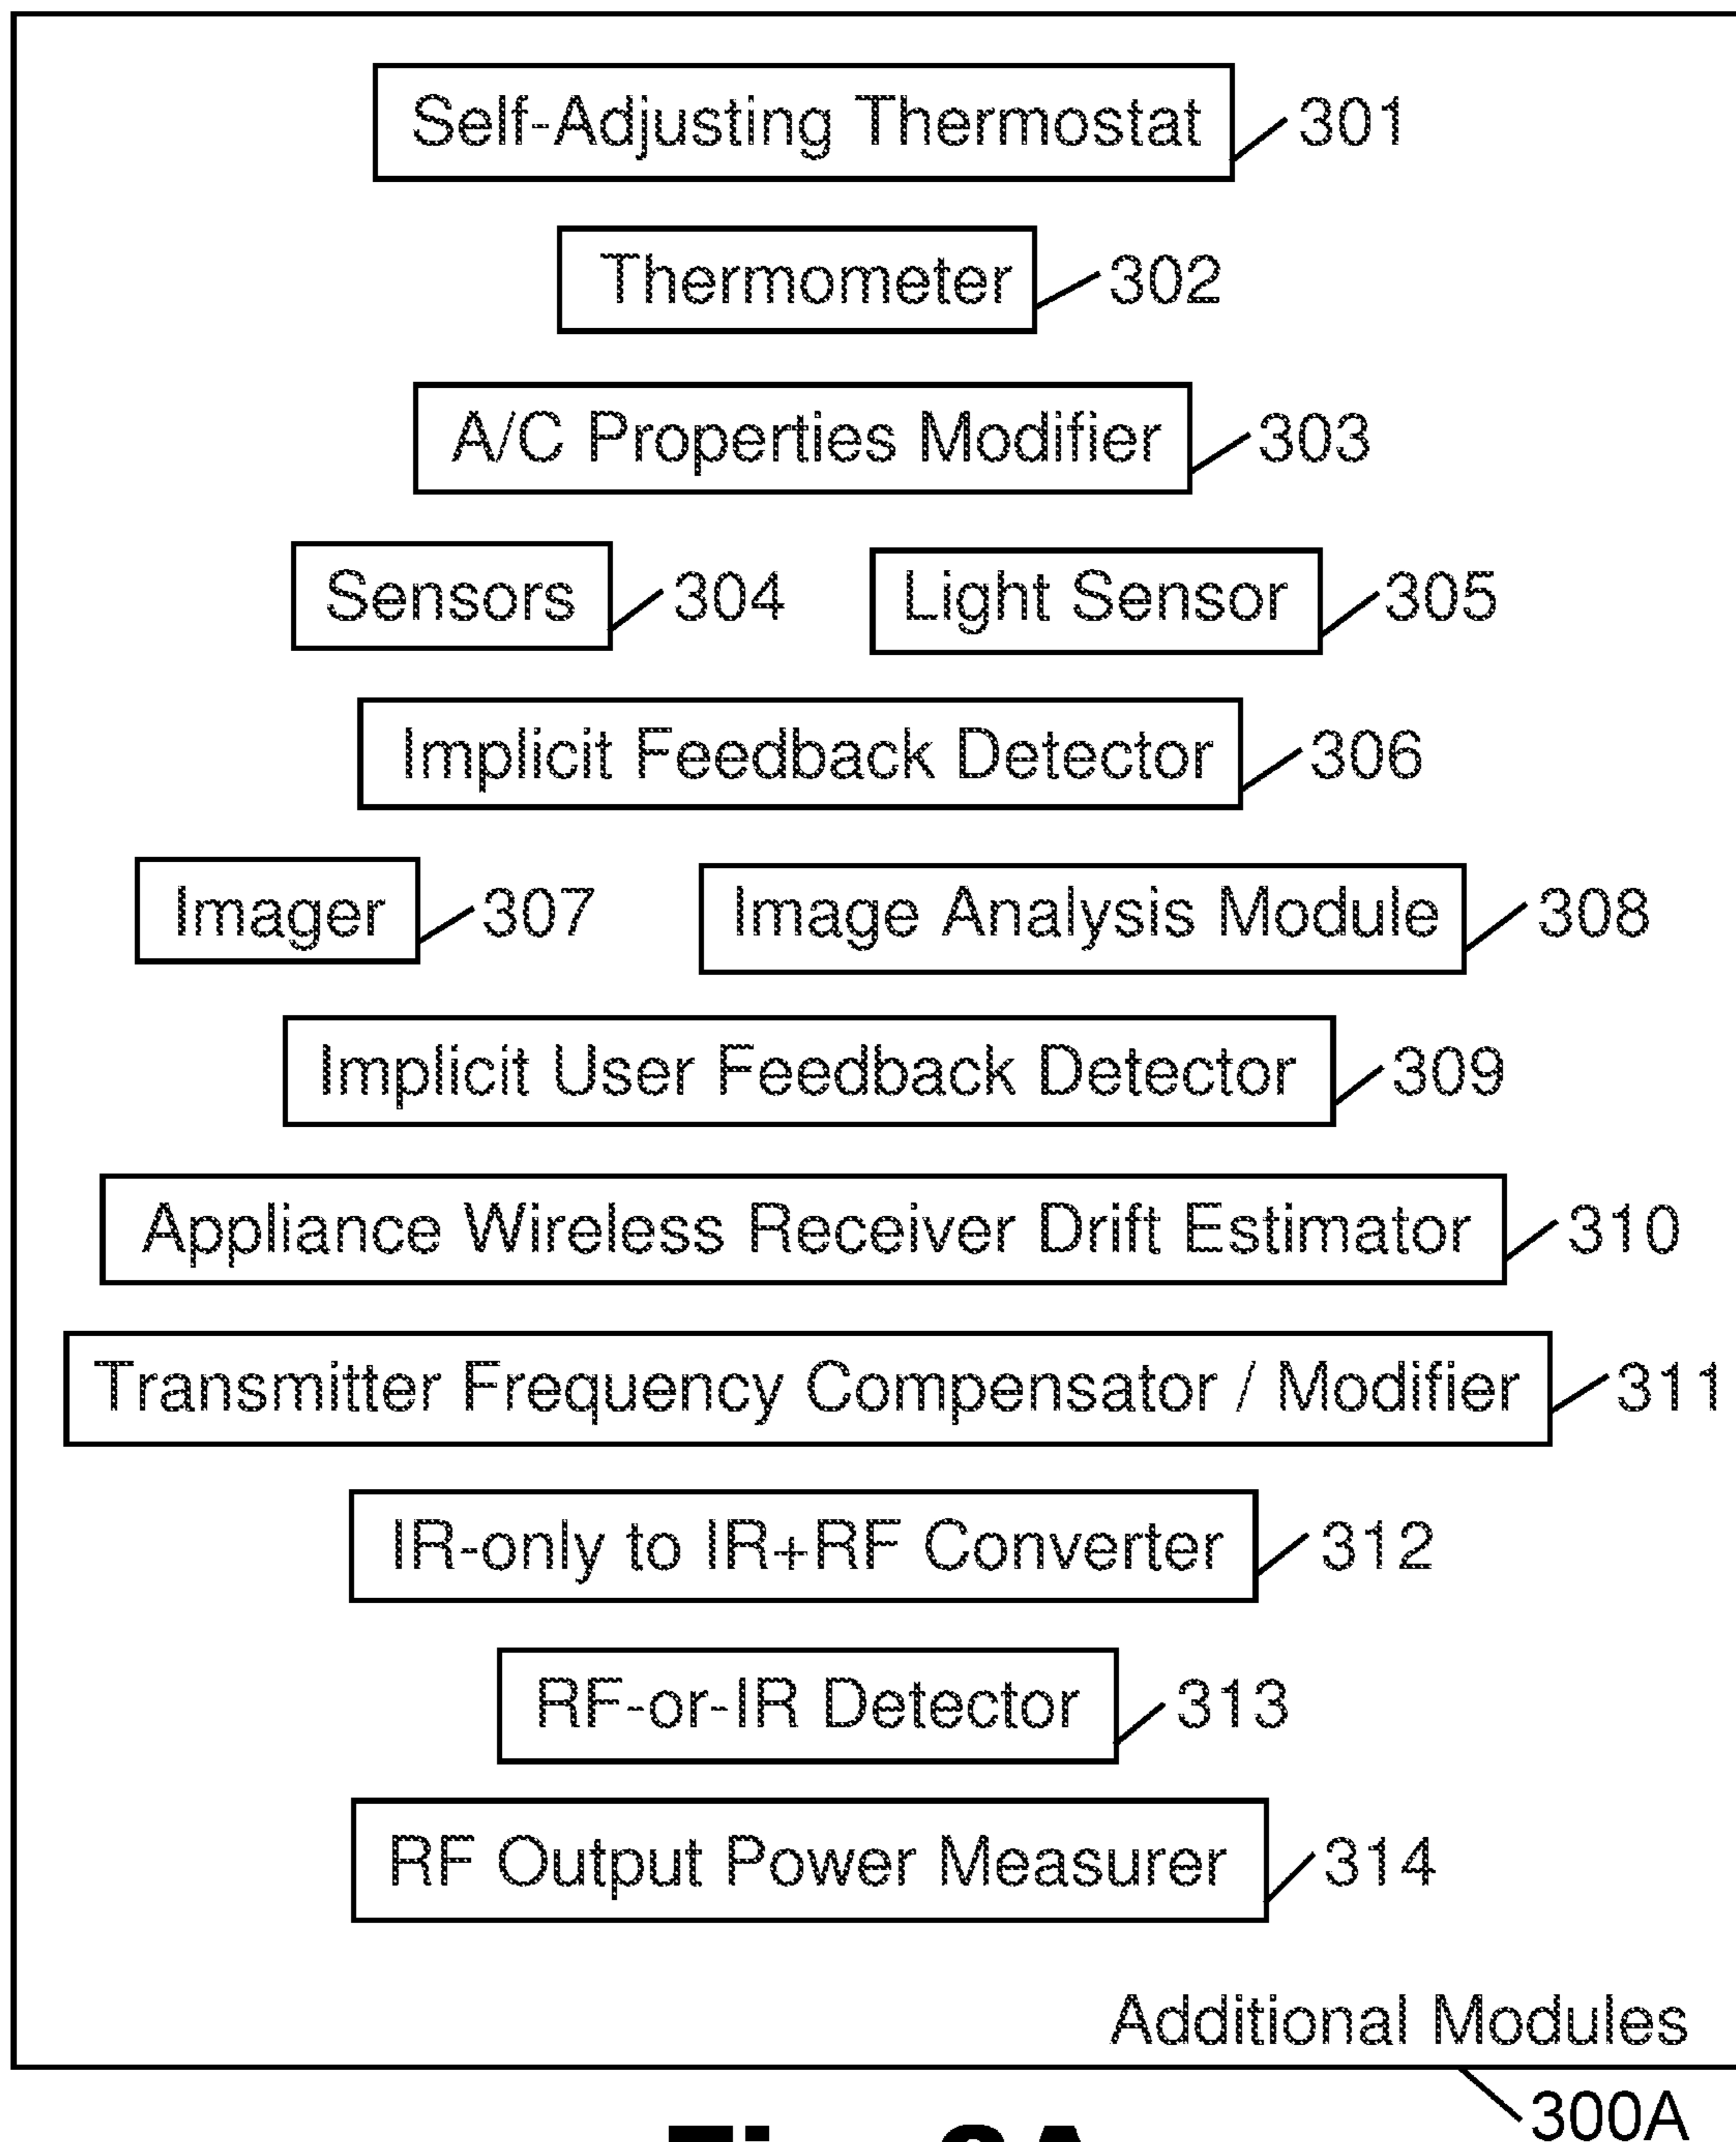 Self-Adjusting Thermostat 301
Thermometer 302
A/C Properties Modifier 303
Sensors 304 Light Sensor 305
Implicit Feedback Detector 306
Imager 307 Image Analysis Module 308
Implicit User Feedback Detector 309
Appliance Wireless Receiver Drift Estimator 310
Transmitter Frequency Compensator / Modifier 311
IR-only to IR+RF Converter 312
RF-or-IR Detector 313
RF Output Power Measurer 314
Additional Modules
300A